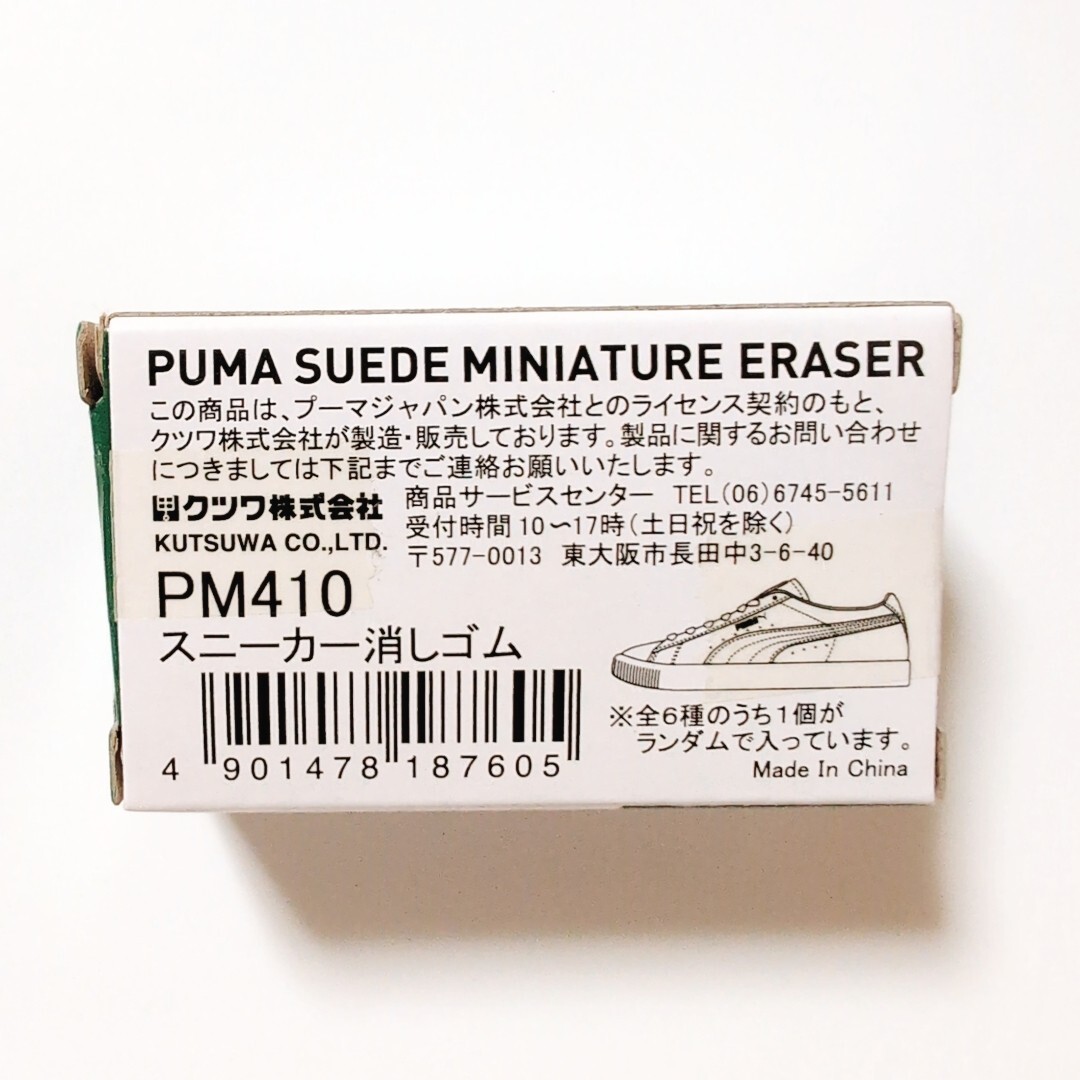 PUMA SUEDE MINIATURE ERASER
この商品は、プーマジャパン株式会社とのライセンス契約のもと、
クツワ株式会社が製造・販売しております。製品に関するお問い合わせ
につきましては下記までご連絡お願いいたします。
クツワ株式会社
KUTSUWA CO.,LTD.
商品サービスセンター TEL(06)6745-5611
受付時間10〜17時(土日祝を除く)
〒577-0013 東大阪市長田中3-6-40
PM410
スニーカー消しゴム
4 901478 187605
※全6種のうち1個が
ランダムで入っています。
Made In China